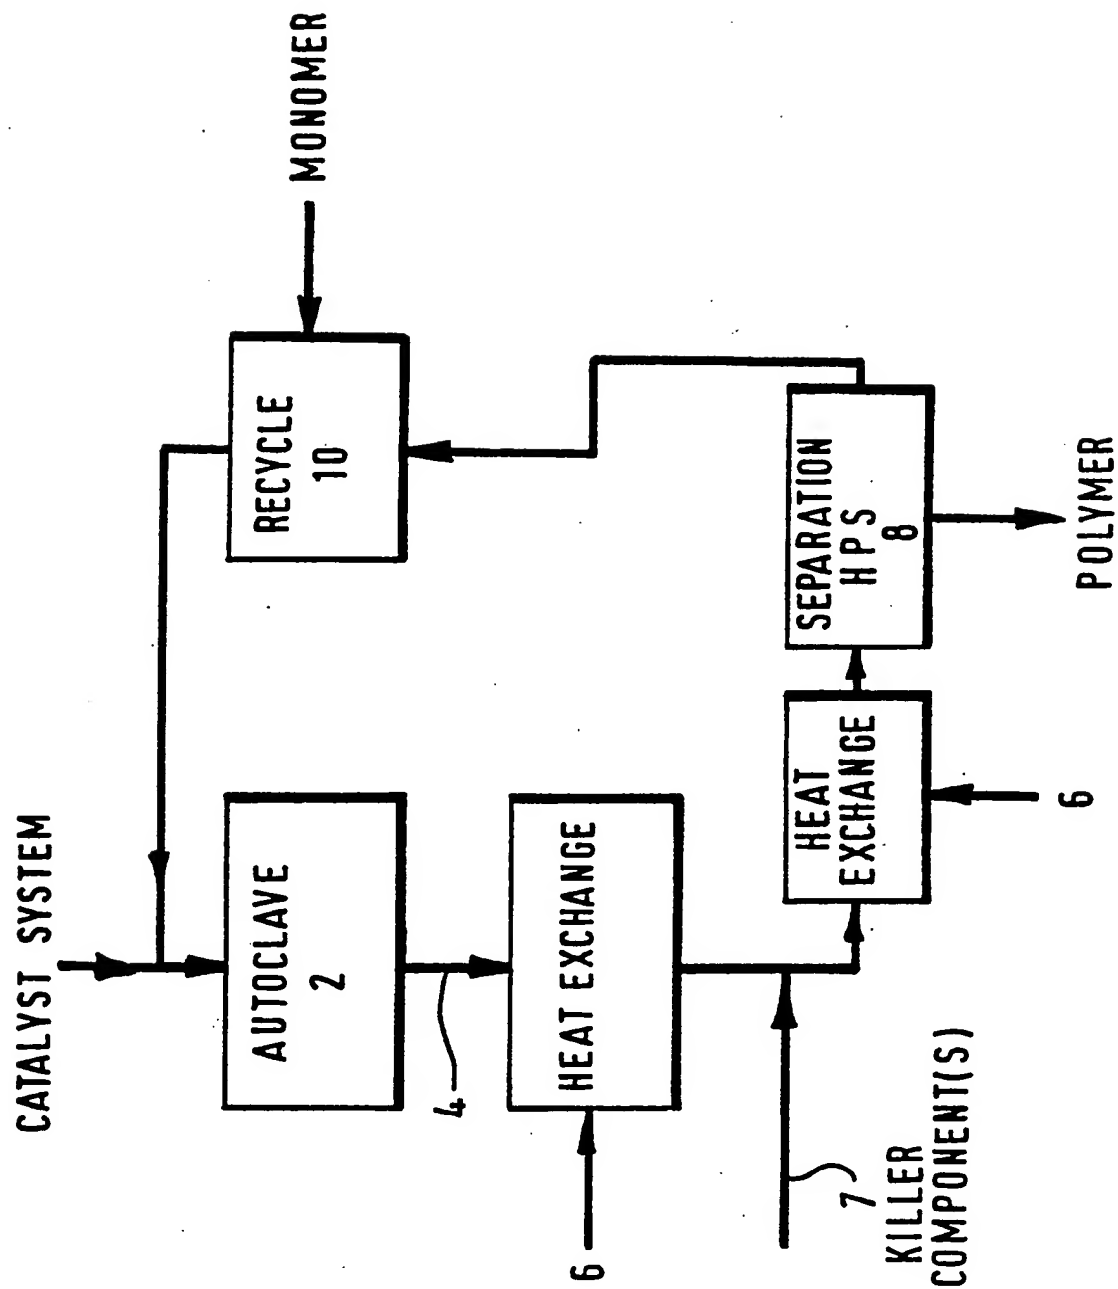 CATALYST SYSTEM
MONOMER
RECYCLE
10
AUTOCLAVE
2
4
HEAT EXCHANGE
6
7
KILLER
COMPONENT(S)
HEAT
EXCHANGE
6
SEPARATION
HPS
8
POLYMER